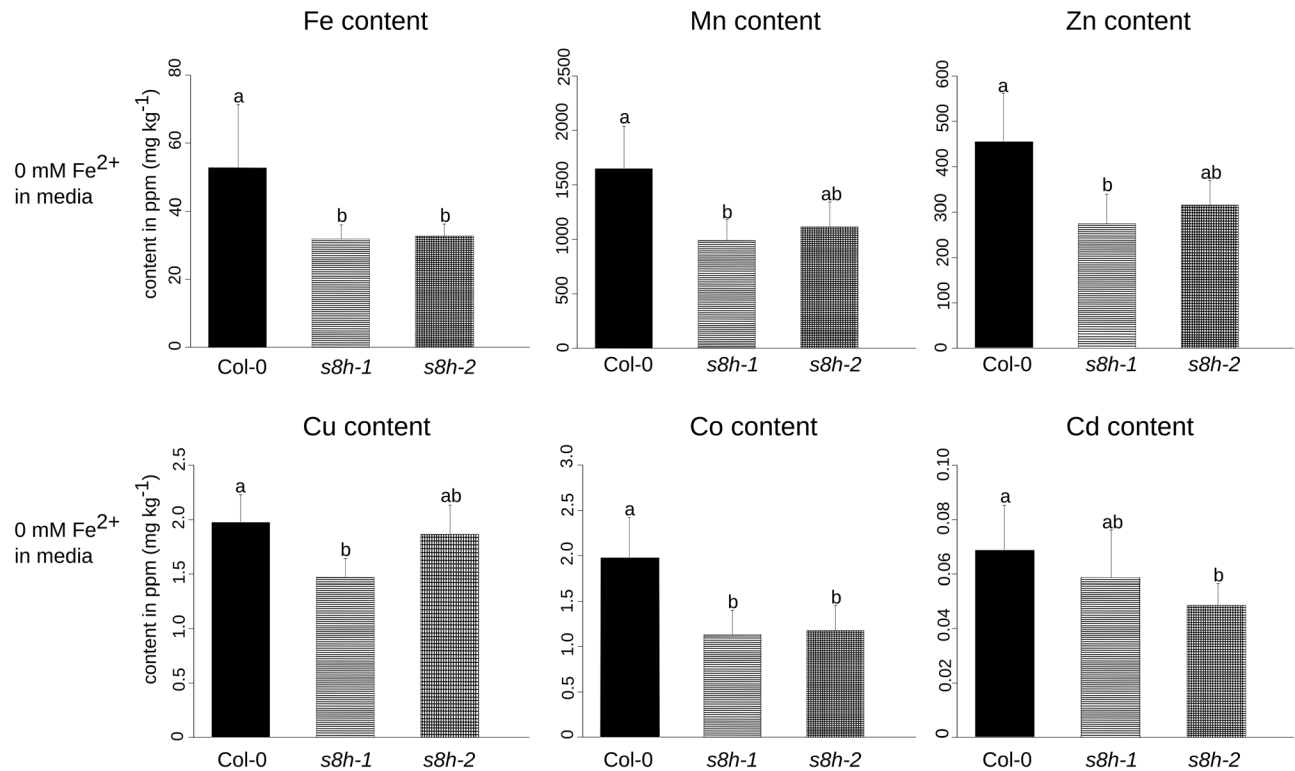 Fe content
Mn content
Zn content
0 mM Fe2+
in media
content in ppm (mg kg-1)
80
60
40
20
0
a
b
b
Col-0
s8h-1
s8h-2
2500
2000
1500
1000
500
0
a
b
ab
Col-0
s8h-1
s8h-2
600
500
400
300
200
100
0
a
b
ab
Col-0
s8h-1
s8h-2
Cu content
Co content
Cd content
0 mM Fe2+
in media
content in ppm (mg kg-1)
2.5
2.0
1.5
1.0
0.5
0
a
b
ab
Col-0
s8h-1
s8h-2
3.0
2.5
2.0
1.5
1.0
0.5
0
a
b
b
Col-0
s8h-1
s8h-2
0.10
0.08
0.06
0.04
0.02
0
a
ab
b
Col-0
s8h-1
s8h-2